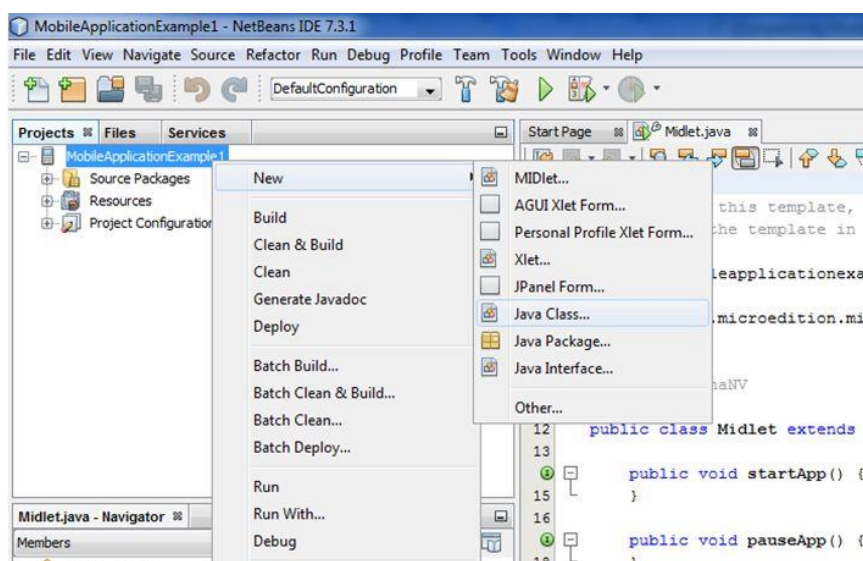 MobileApplicationExample1 - NetBeans IDE 7.3.1
File Edit View Navigate Source Refactor Run Debug Profile Team Tools Window Help
DefaultConfiguration
Projects Files Services
Start Page Midlet.java
MobileApplicationExample1
Source Packages
Resources
Project Configuration
New
Build
Clean & Build
Clean
Generate Javadoc
Deploy
Batch Build...
Batch Clean & Build...
Batch Clean...
Batch Deploy...
Run
Run With...
Debug
MIDlet...
AGUI Xlet Form...
Personal Profile Xlet Form...
Xlet...
JPanel Form...
Java Class...
Java Package...
Java Interface...
Other...
this template,
the template in
leapplicationexa
.microedition.mi
haNV
12 public class Midlet extends
13
public void startApp() {
15 }
16
public void pauseApp() {
Midlet.java - Navigator
Members